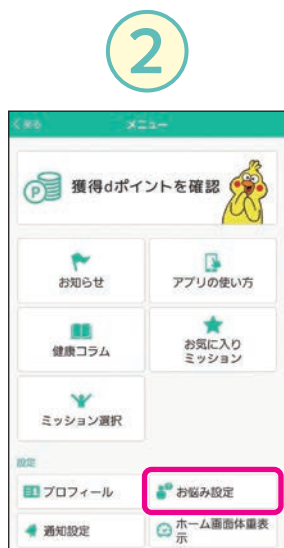 2
く戻る
メニュー
P
獲得dポイントを確認
お知らせ
アプリの使い方
健康コラム
お気に入り
ミッション
ミッション選択
設定
プロフィール
お悩み設定
通知設定
ホーム画面体重表
示